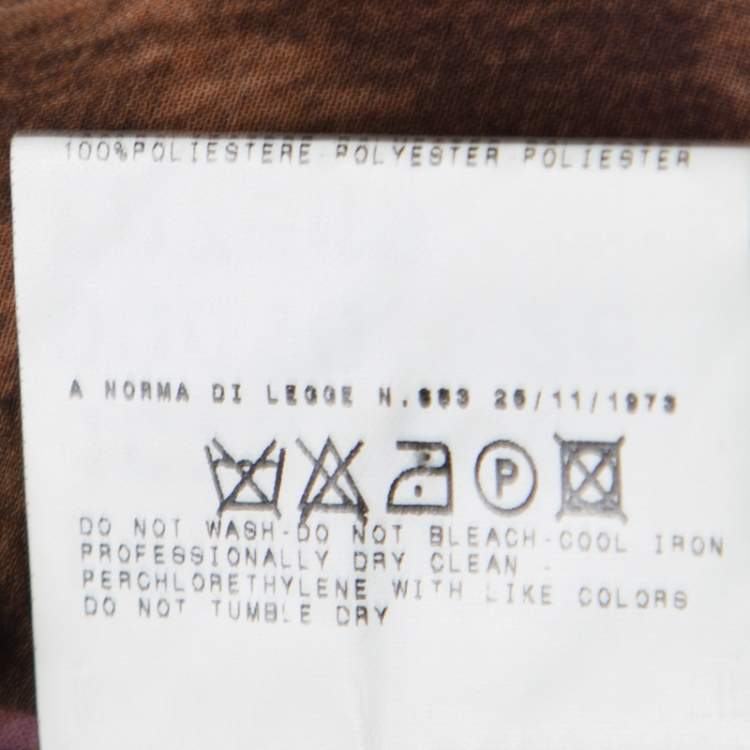 100%POLIESTERE POLYESTER POLIESTER
A NORMA DI LEGGE N.883 26/11/1973
P
DO NOT WASH-DO NOT BLEACH-COOL IRON
PROFESSIONALLY DRY CLEAN -
PERCHLORETHYLENE WITH LIKE COLORS
DO NOT TUMBLE DRY